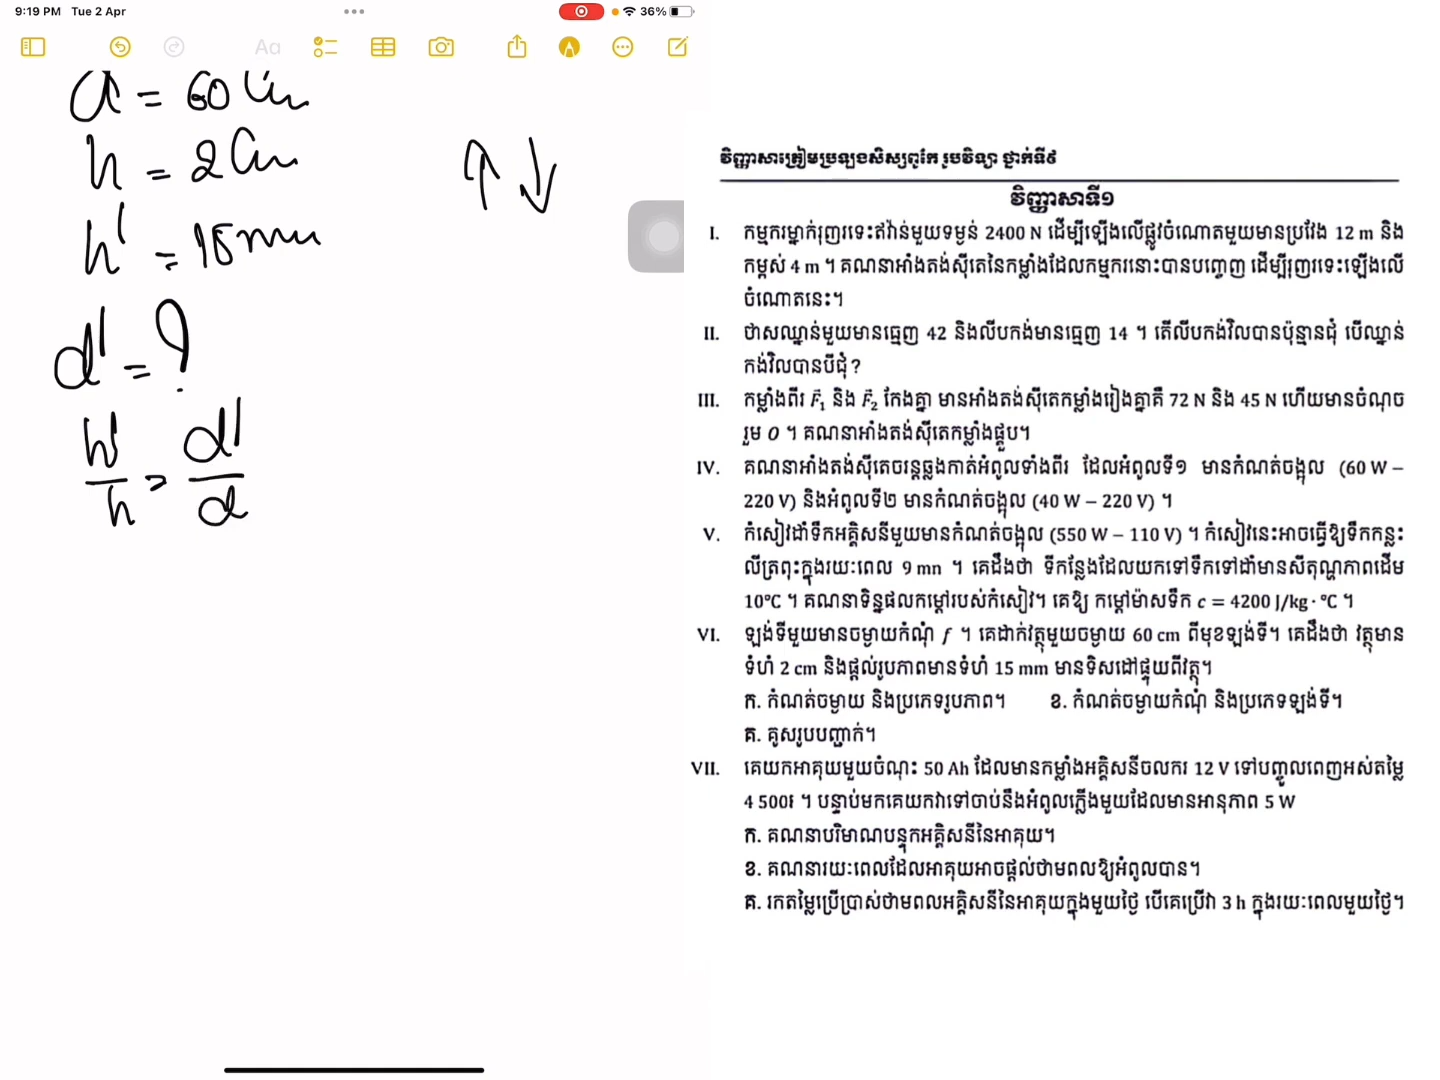 9:19 PM Tue 2 Apr
36%
Aa
d = 60 cm
h = 2 cm
h' = 15 mm
d' = ?
h'/h = d'/d
វិញ្ញាសាត្រៀមប្រឡងសិស្សពូកែ រូបវិទ្យា ថ្នាក់ទី៩
វិញ្ញាសាទី១
I. កម្មករម្នាក់រុញរទេះឥវ៉ាន់មួយទម្ងន់ 2400 N ដើម្បីឡើងលើផ្លូវចំណោតមួយមានប្រវែង 12 m និង
កម្ពស់ 4 m ។ គណនាអាំងតង់ស៊ីតេនៃកម្លាំងដែលកម្មករនោះបានបញ្ចេញ ដើម្បីរុញរទេះឡើងលើ
ចំណោតនេះ។
II. ថាសឈ្នាន់មួយមានធ្មេញ 42 និងលីបកង់មានធ្មេញ 14 ។ តើលីបកង់វិលបានប៉ុន្មានជុំ បើឈ្នាន់
កង់វិលបានបីជុំ?
III. កម្លាំងពីរ F⃗₁ និង F⃗₂ កែងគ្នា មានអាំងតង់ស៊ីតេកម្លាំងរៀងគ្នាគឺ 72 N និង 45 N ហើយមានចំណុច
រួម O ។ គណនាអាំងតង់ស៊ីតេកម្លាំងផ្គួប។
IV. គណនាអាំងតង់ស៊ីតេចរន្តឆ្លងកាត់អំពូលទាំងពីរ ដែលអំពូលទី១ មានកំណត់ចង្អុល (60 W –
220 V) និងអំពូលទី២ មានកំណត់ចង្អុល (40 W – 220 V) ។
V. កំសៀវដាំទឹកអគ្គិសនីមួយមានកំណត់ចង្អុល (550 W – 110 V) ។ កំសៀវនេះអាចធ្វើឱ្យទឹកកន្លះ
លីត្រពុះក្នុងរយៈពេល 9 mn ។ គេដឹងថា ទឹកន្លែងដែលយកទៅទឹកទៅដាំមានសីតុណ្ហភាពដើម
10°C ។ គណនាទិន្នផលកម្ដៅរបស់កំសៀវ។ គេឱ្យ កម្ដៅម៉ាសទឹក c = 4200 J/kg · °C ។
VI. ឡង់ទីមួយមានចម្ងាយកំណុំ f ។ គេដាក់វត្ថុមួយចម្ងាយ 60 cm ពីមុខឡង់ទី។ គេដឹងថា វត្ថុមាន
ទំហំ 2 cm និងផ្ដល់រូបភាពមានទំហំ 15 mm មានទិសដៅផ្ទុយពីវត្ថុ។
ក. កំណត់ចម្ងាយ និងប្រភេទរូបភាព។ ខ. កំណត់ចម្ងាយកំណុំ និងប្រភេទឡង់ទី។
គ. គូសរូបបញ្ជាក់។
VII. គេយកអាគុយមួយចំណុះ 50 Ah ដែលមានកម្លាំងអគ្គិសនីចលករ 12 V ទៅបញ្ចូលពេញអស់តម្លៃ
4 500៛ ។ បន្ទាប់មកគេយកវាទៅចាប់នឹងអំពូលភ្លើងមួយដែលមានអានុភាព 5 W
ក. គណនាបរិមាណបន្ទុកអគ្គិសនីនៃអាគុយ។
ខ. គណនារយៈពេលដែលអាគុយអាចផ្ដល់ថាមពលឱ្យអំពូលបាន។
គ. រកតម្លៃប្រើប្រាស់ថាមពលអគ្គិសនីនៃអាគុយក្នុងមួយថ្ងៃ បើគេប្រើវា 3 h ក្នុងរយៈពេលមួយថ្ងៃ។